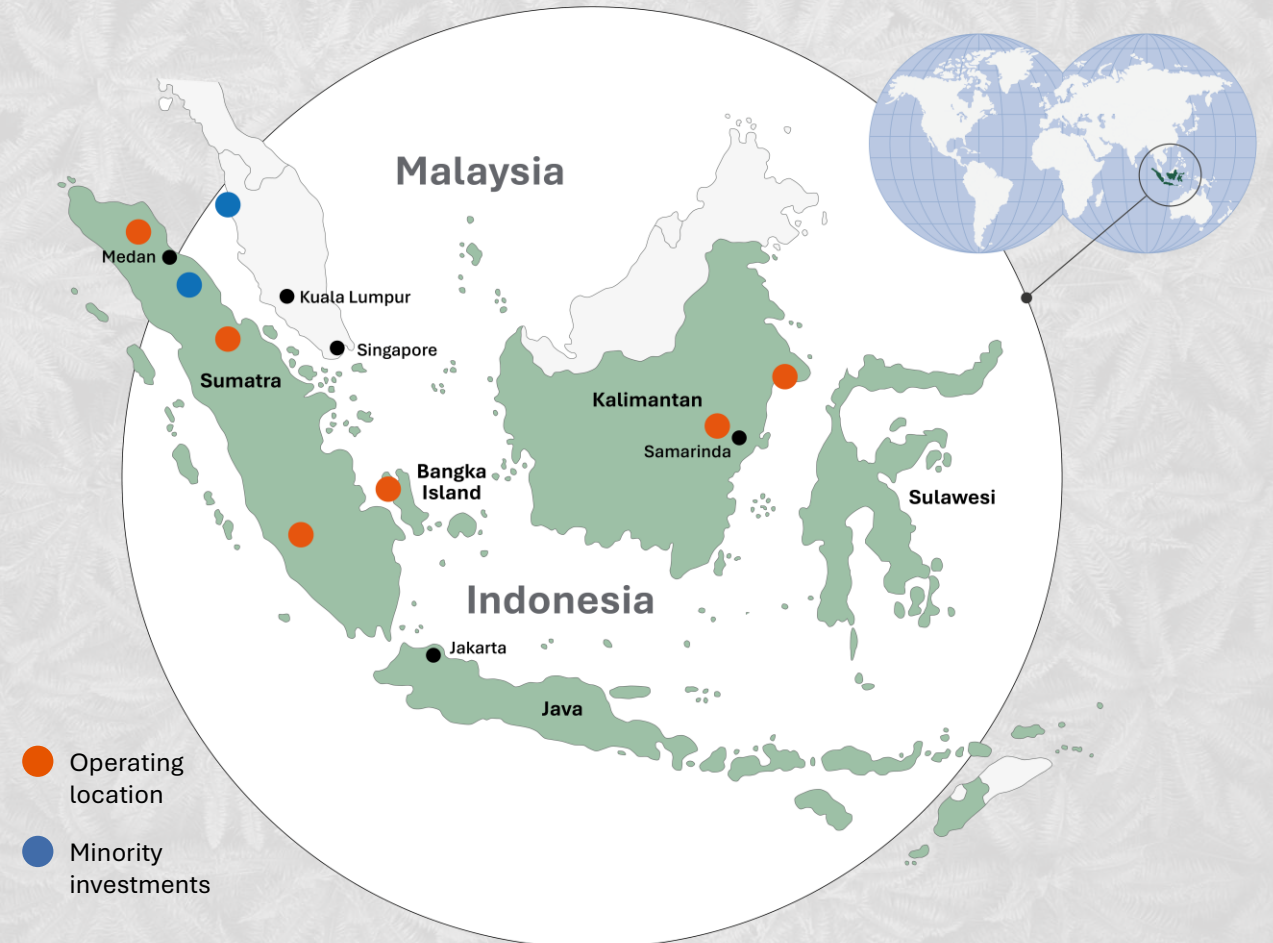 Malaysia
Medan
Kuala Lumpur
Singapore
Sumatra
Kalimantan
Samarinda
Bangka
Island
Sulawesi
Indonesia
Jakarta
Java
Operating
location
Minority
investments